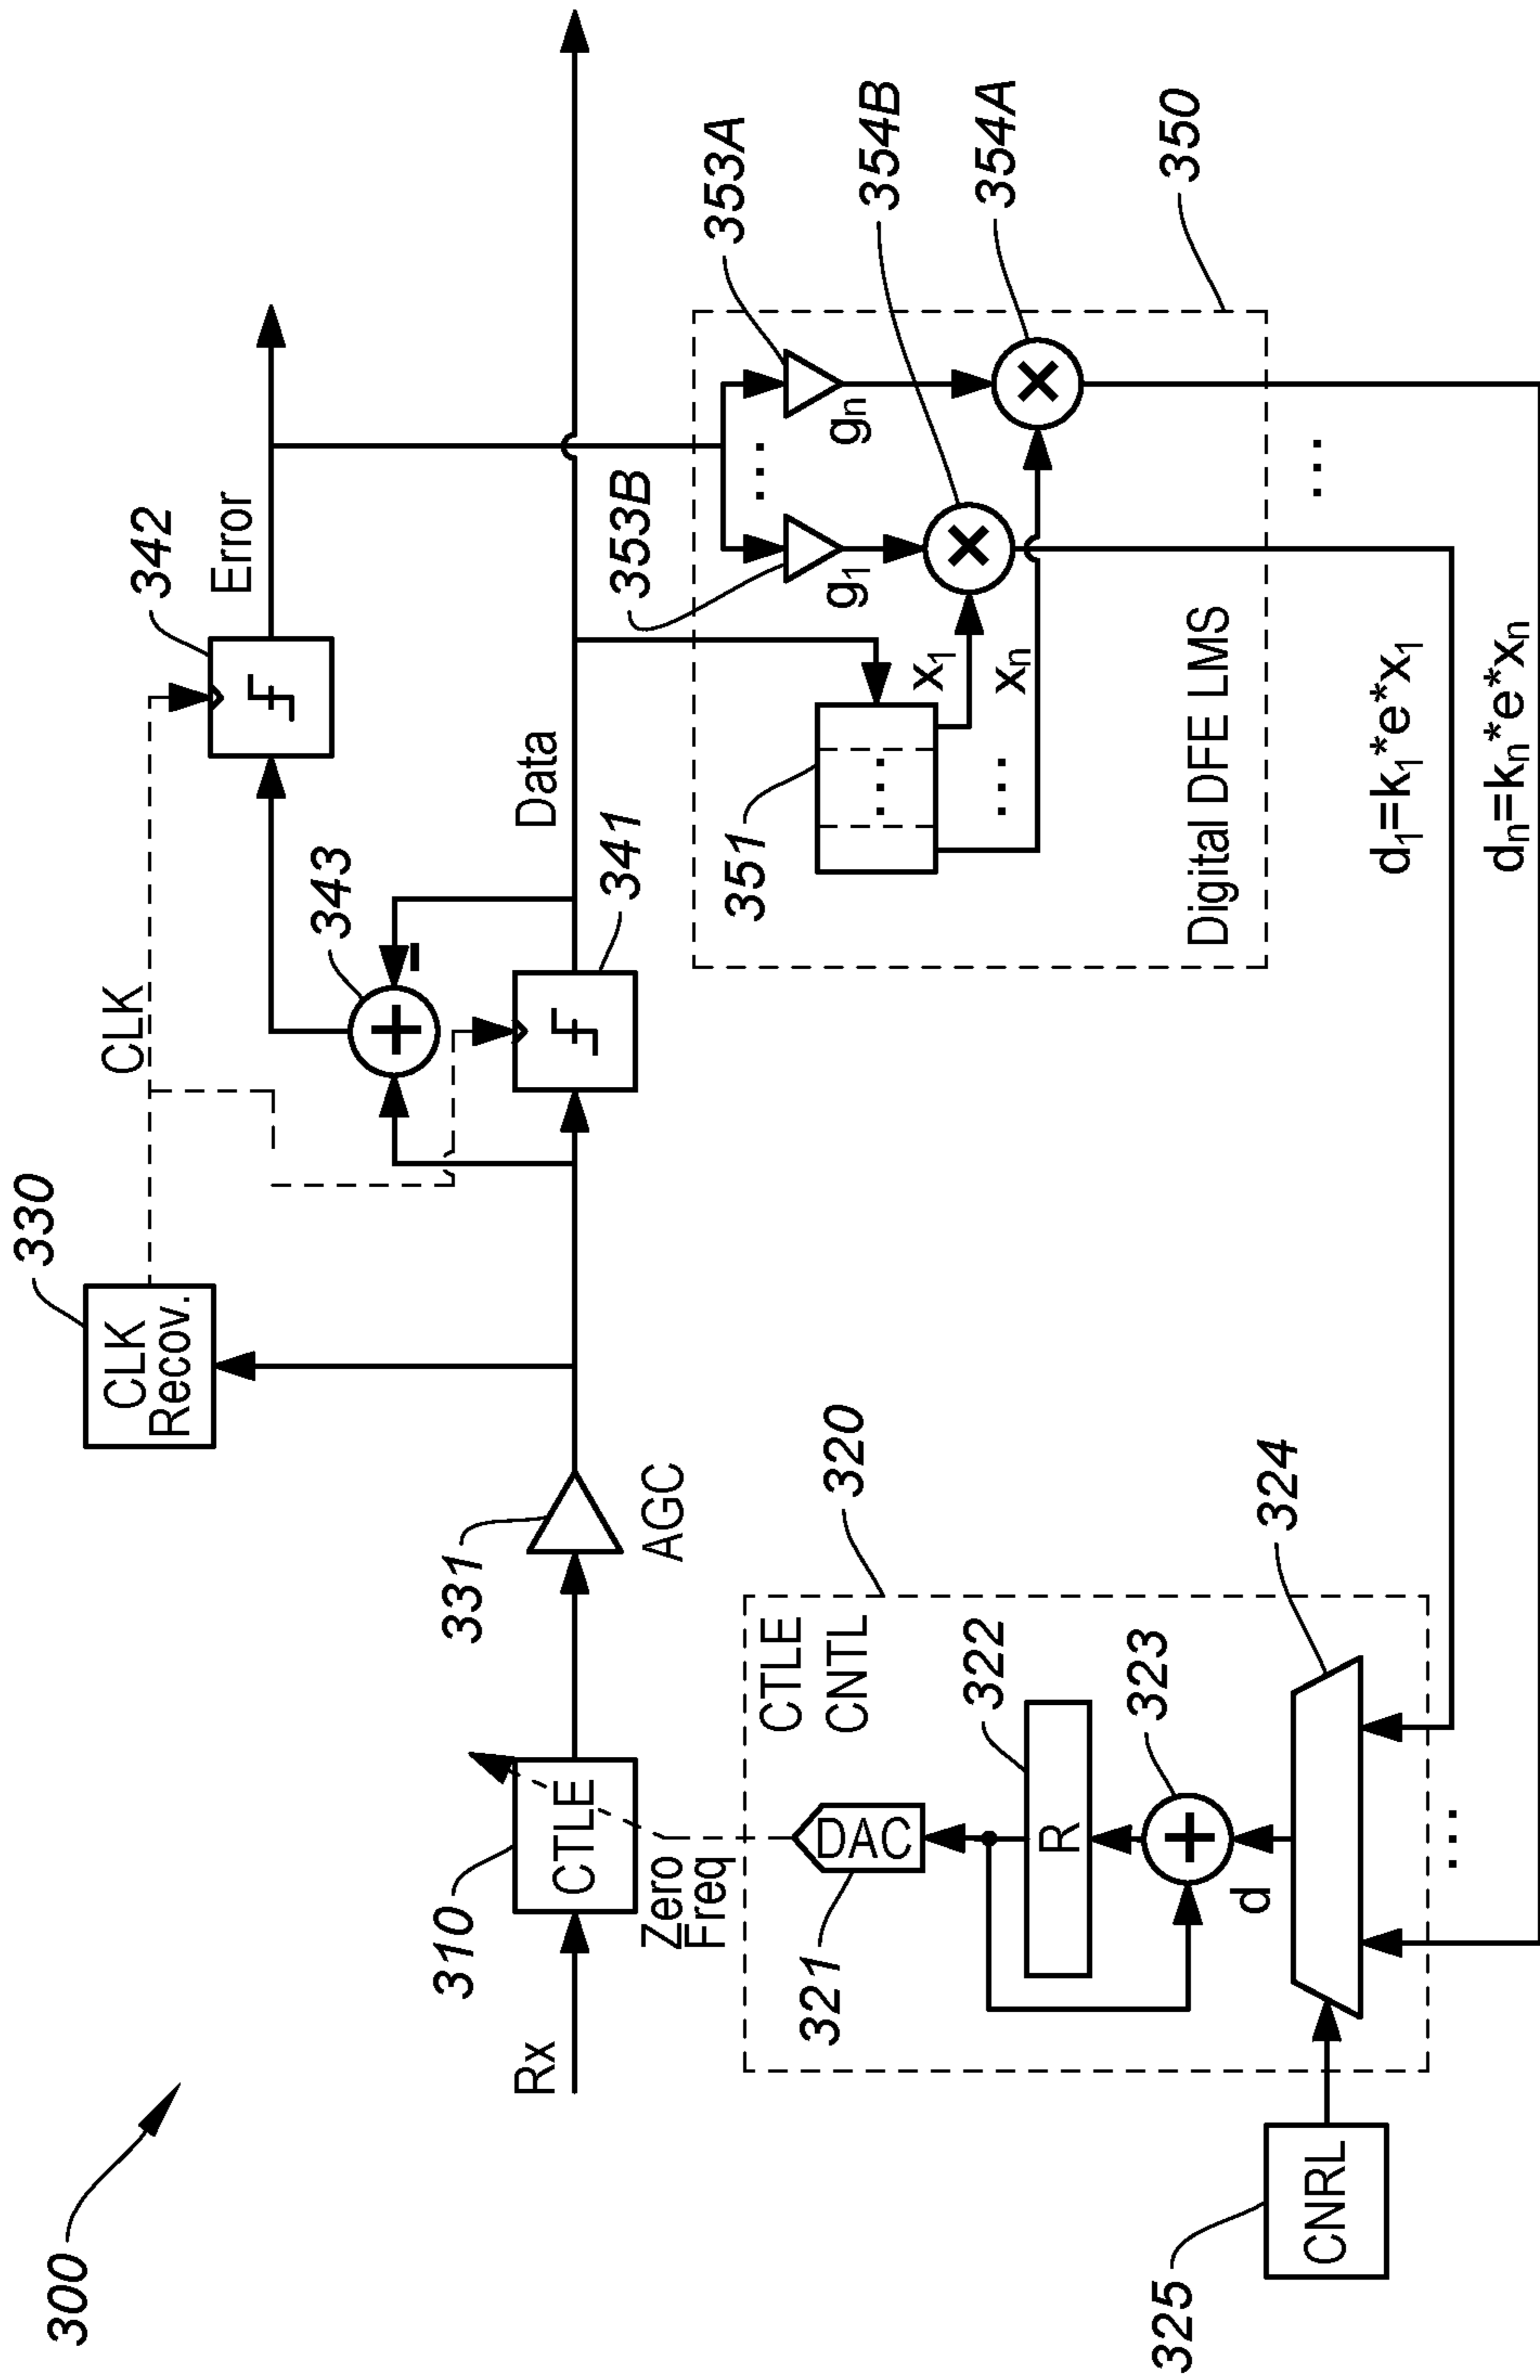 300
330
CLK
Recov.
CLK
342
Error
343
341
Data
Rx
310
CTLE
331
AGC
Zero
Freq
320
CTLE
CNTL
321
DAC
322
R
323
d
324
325
CNRL
351
x1
...
xn
...
353B
g1
...
353A
gn
354B
354A
350
Digital DFE LMS
...
...
d1=k1*e*x1
dn=kn*e*xn